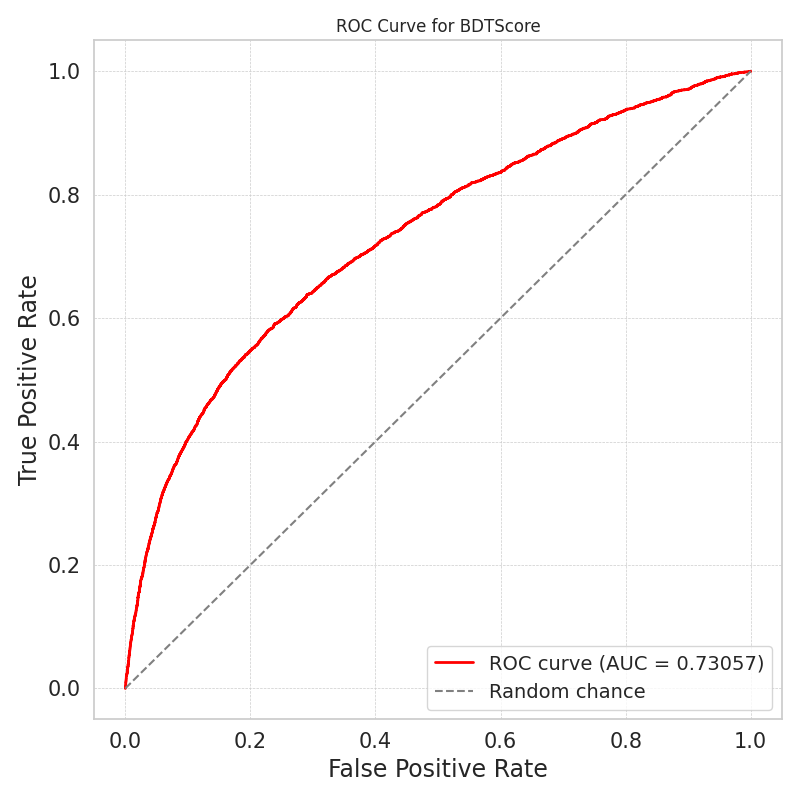 ROC Curve for BDTScore
1.0
0.8
0.6
0.4
0.2
0.0
True Positive Rate
ROC curve (AUC = 0.73057)
Random chance
0.0 0.2 0.4 0.6 0.8 1.0
False Positive Rate